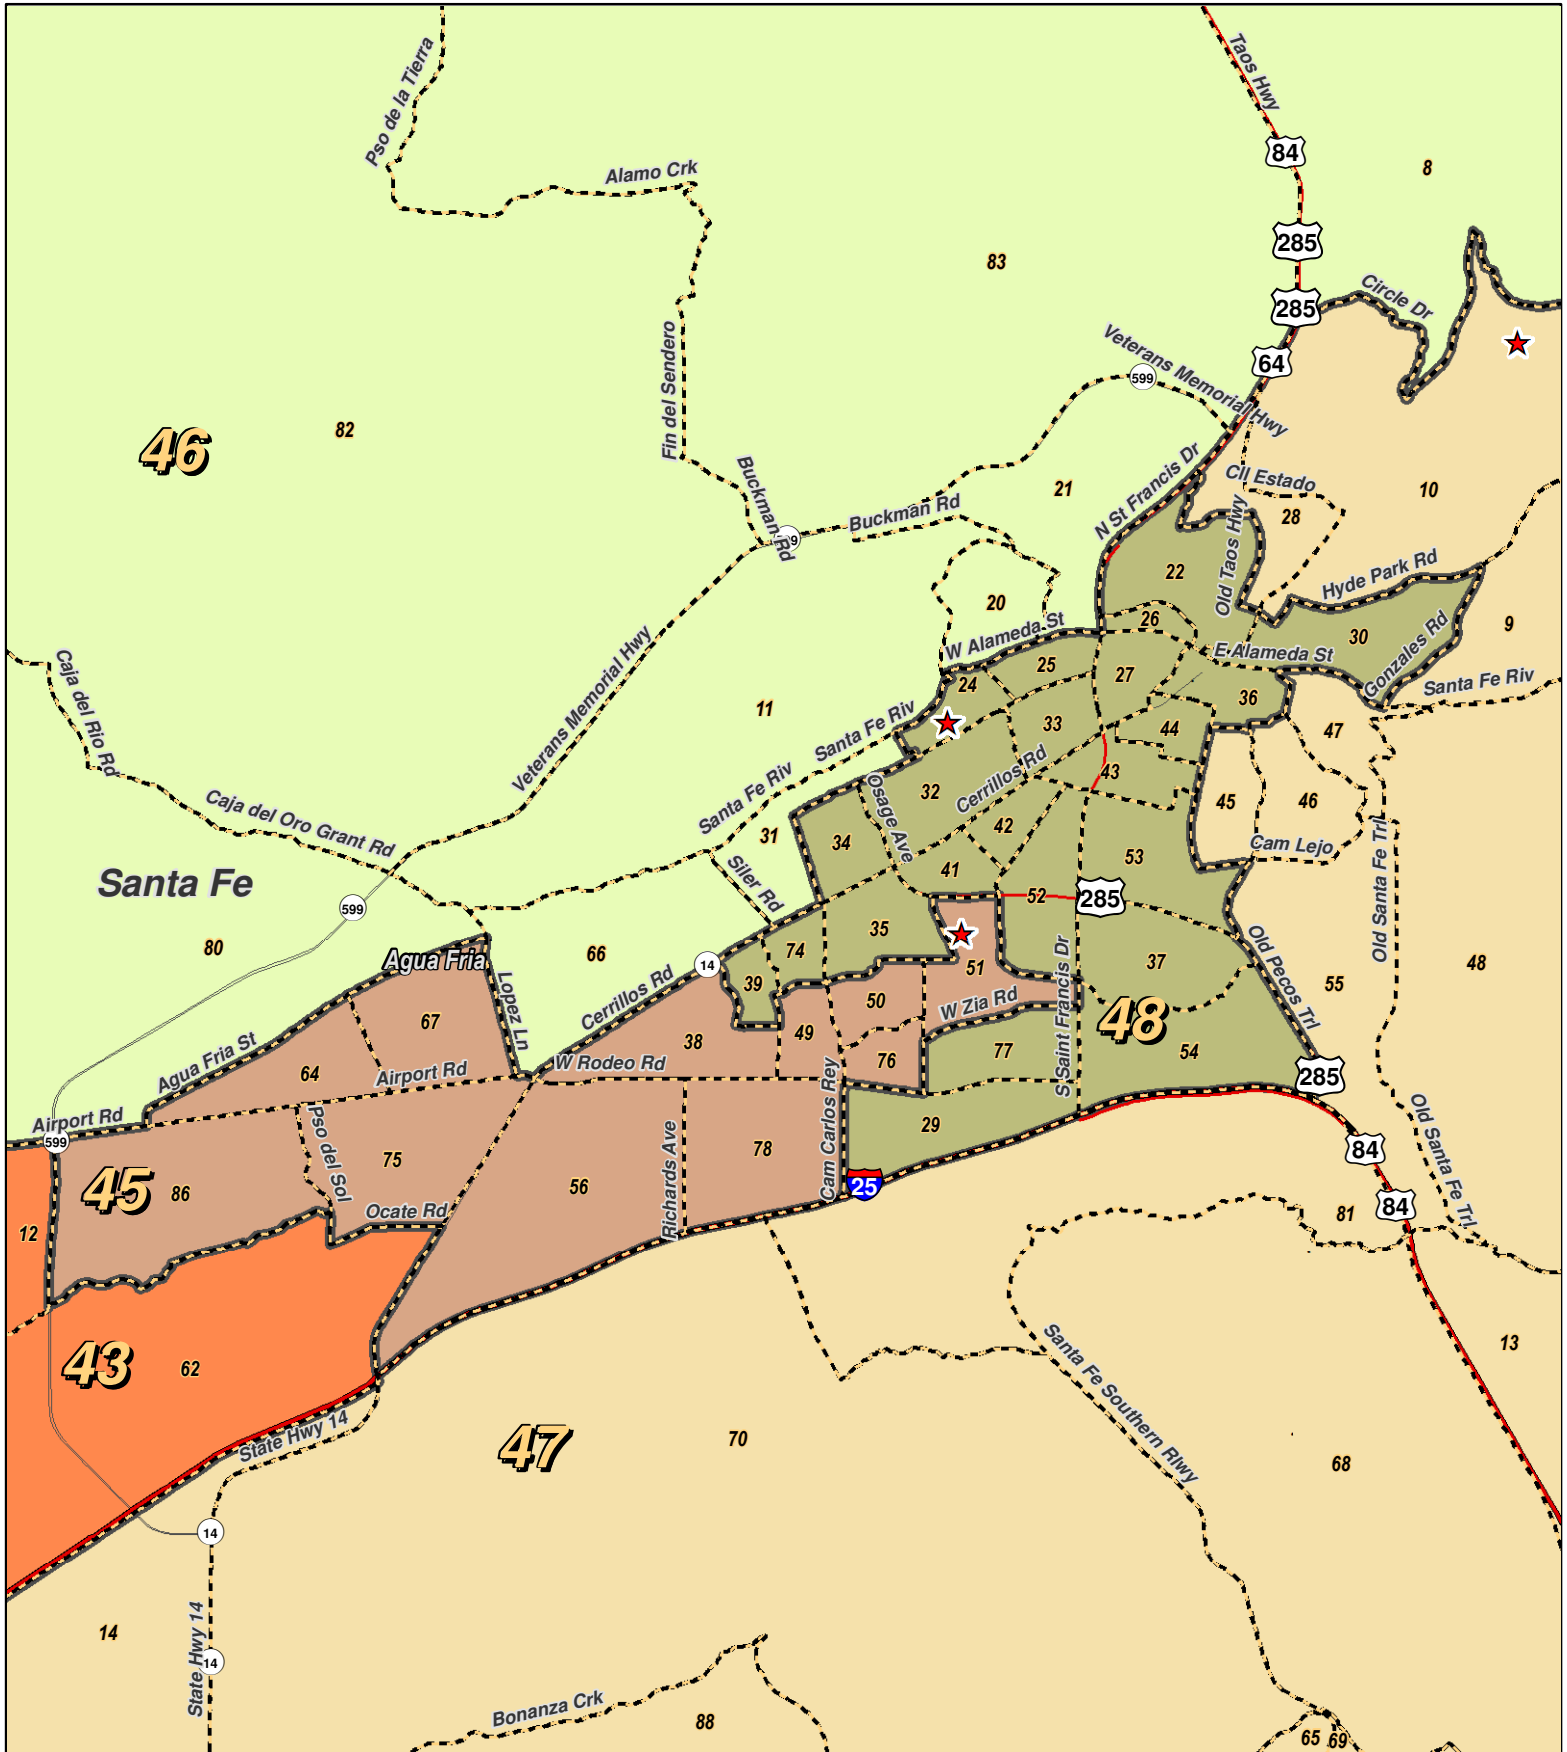 Pso de la Tierra
Taos Hwy
84
8
Alamo Crk
285
83
Circle Dr
285
Fin del Sendero
Veterans Memorial Hwy
64
599
46
82
N St Francis Dr
Cll Estado
Buckman Rd
21
10
Buckman Rd
28
Old Taos Hwy
22
Hyde Park Rd
20
26
W Alameda St
30
9
E Alameda St
Gonzales Rd
Caja del Rio Rd
Veterans Memorial Hwy
25
24
27
36
Santa Fe Riv
11
Santa Fe Riv
33
44
47
Santa Fe Riv
43
Osage Ave
32
Cerrillos Rd
45
46
Caja del Oro Grant Rd
31
34
42
Cam Lejo
Old Santa Fe Trl
53
Santa Fe
Siler Rd
41
52
285
599
35
80
66
74
51
Old Pecos Trl
Agua Fria
14
37
48
39
S Saint Francis Dr
55
Lopez Ln
Cerrillos Rd
50
W Zia Rd
67
49
48
38
77
54
Agua Fria St
64
Airport Rd
W Rodeo Rd
76
285
Airport Rd
599
Pso del Sol
Cam Carlos Rey
29
Old Santa Fe Trl
84
75
Richards Ave
78
45
86
56
25
84
Ocate Rd
81
12
43
62
Santa Fe Southern Rlwy
13
State Hwy 14
47
70
68
14
14
State Hwy 14
14
Bonanza Crk
88
65
69